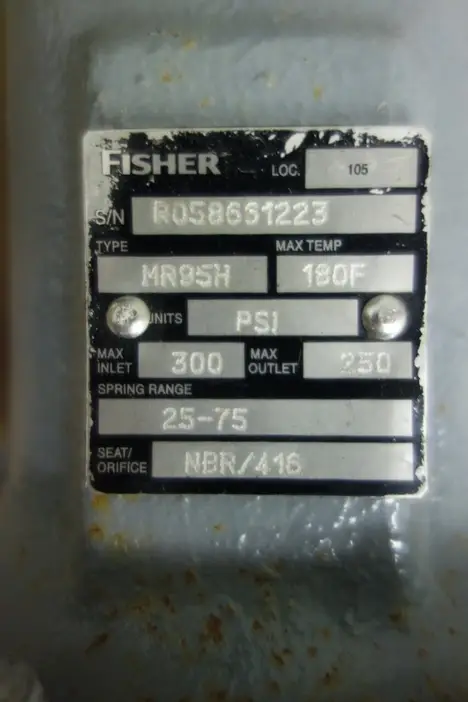 FISHER LOC. 105
S/N R058661223
TYPE MAX TEMP
MR95H 180F
UNITS PSI
MAX INLET 300 MAX OUTLET 250
SPRING RANGE
25-75
SEAT/ORIFICE NBR/416